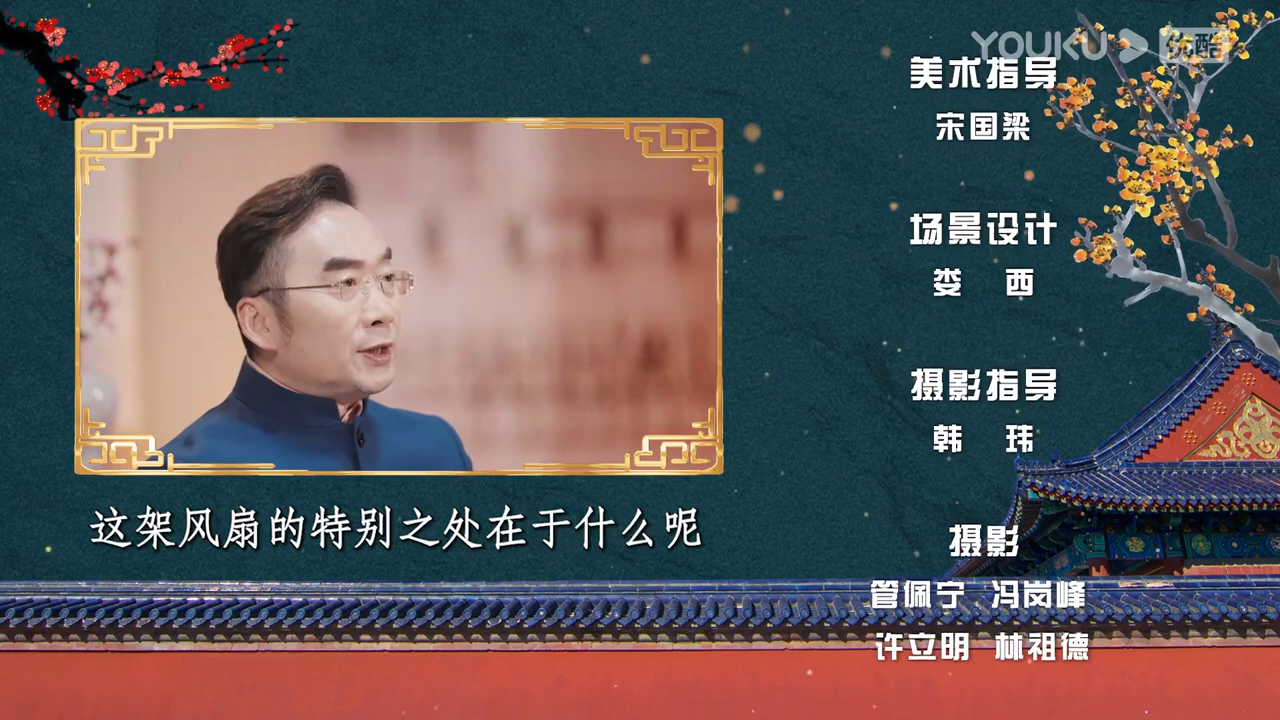 YOUKU 优酷
美术指导
宋国梁
场景设计
娄 西
摄影指导
韩 玮
摄影
管佩宁 冯岗峰
许立明 林祖德
这架风扇的特别之处在于什么呢